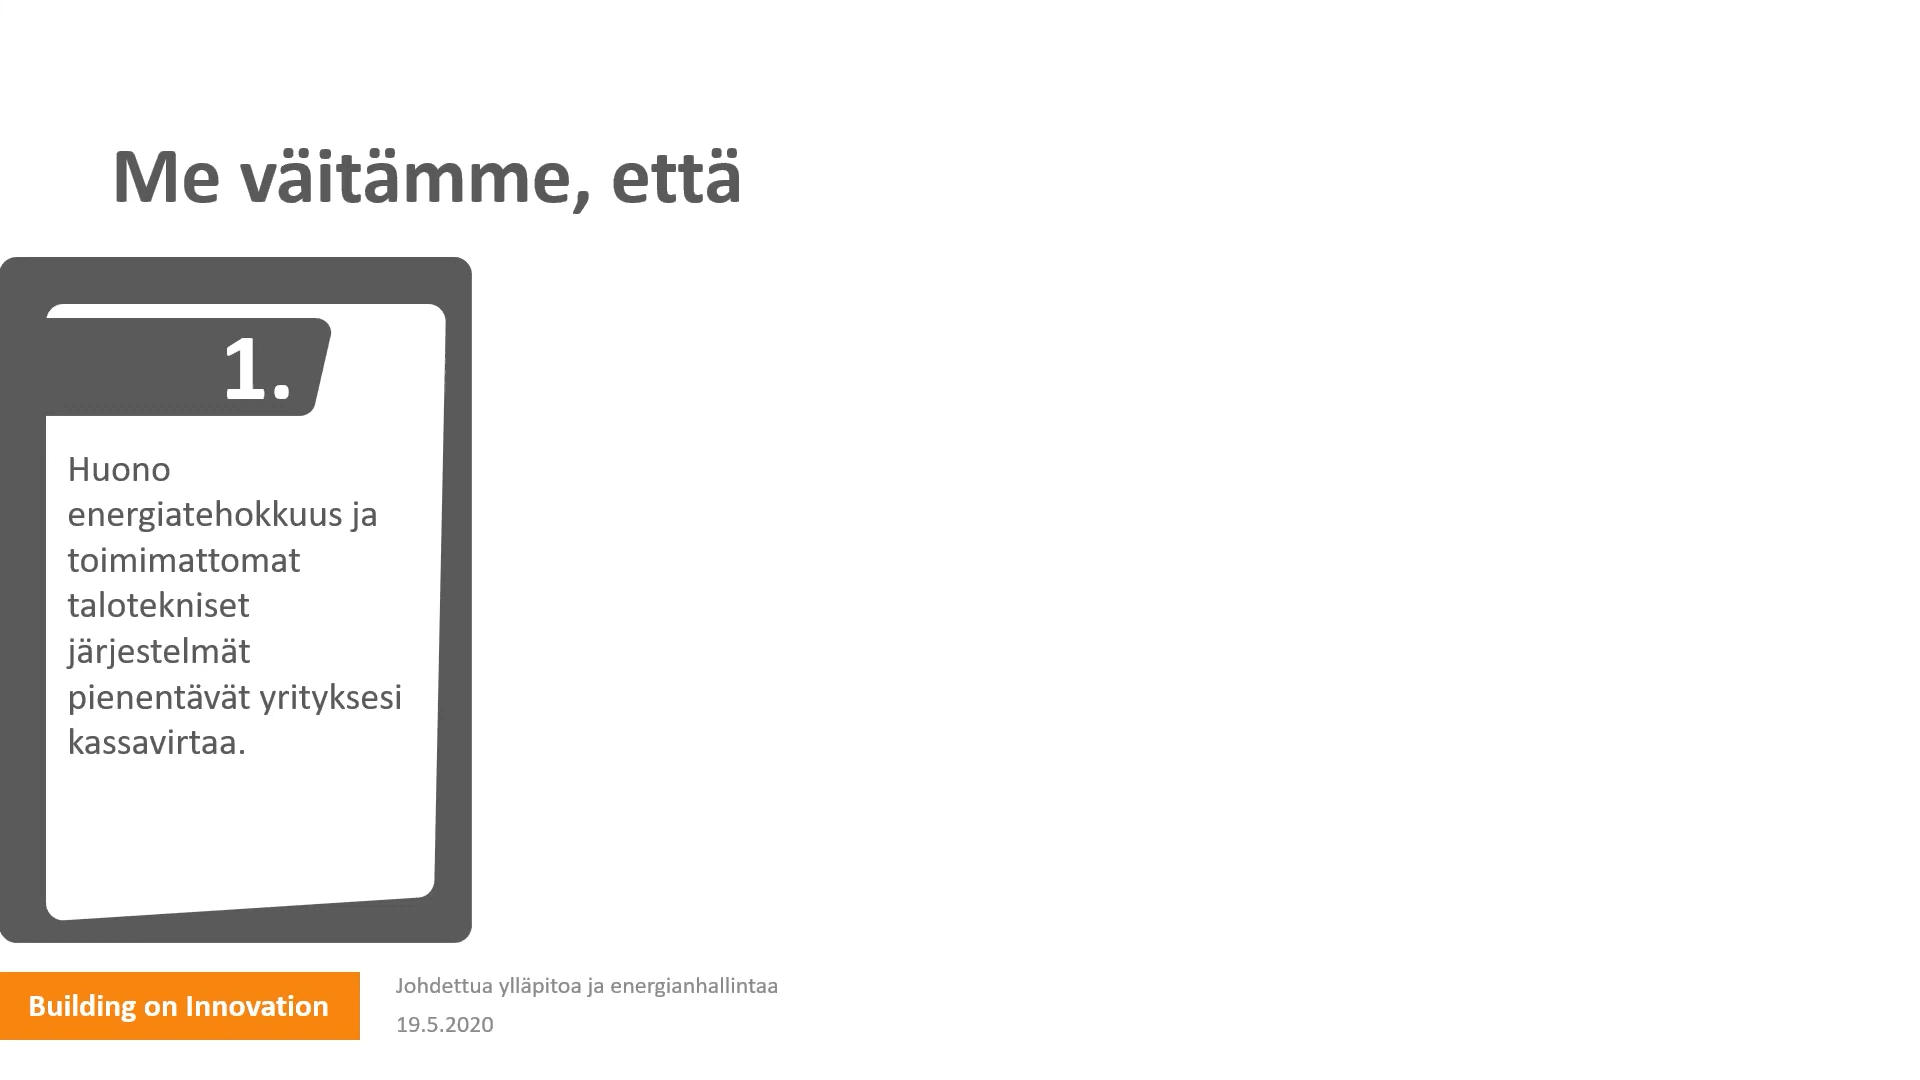 Me väitämme, että
1.
Huono
energiatehokkuus ja
toimimattomat
talotekniset
järjestelmät
pienentävät yrityksesi
kassavirtaa.
Building on Innovation
Johdettua ylläpitoa ja energianhallintaa
19.5.2020